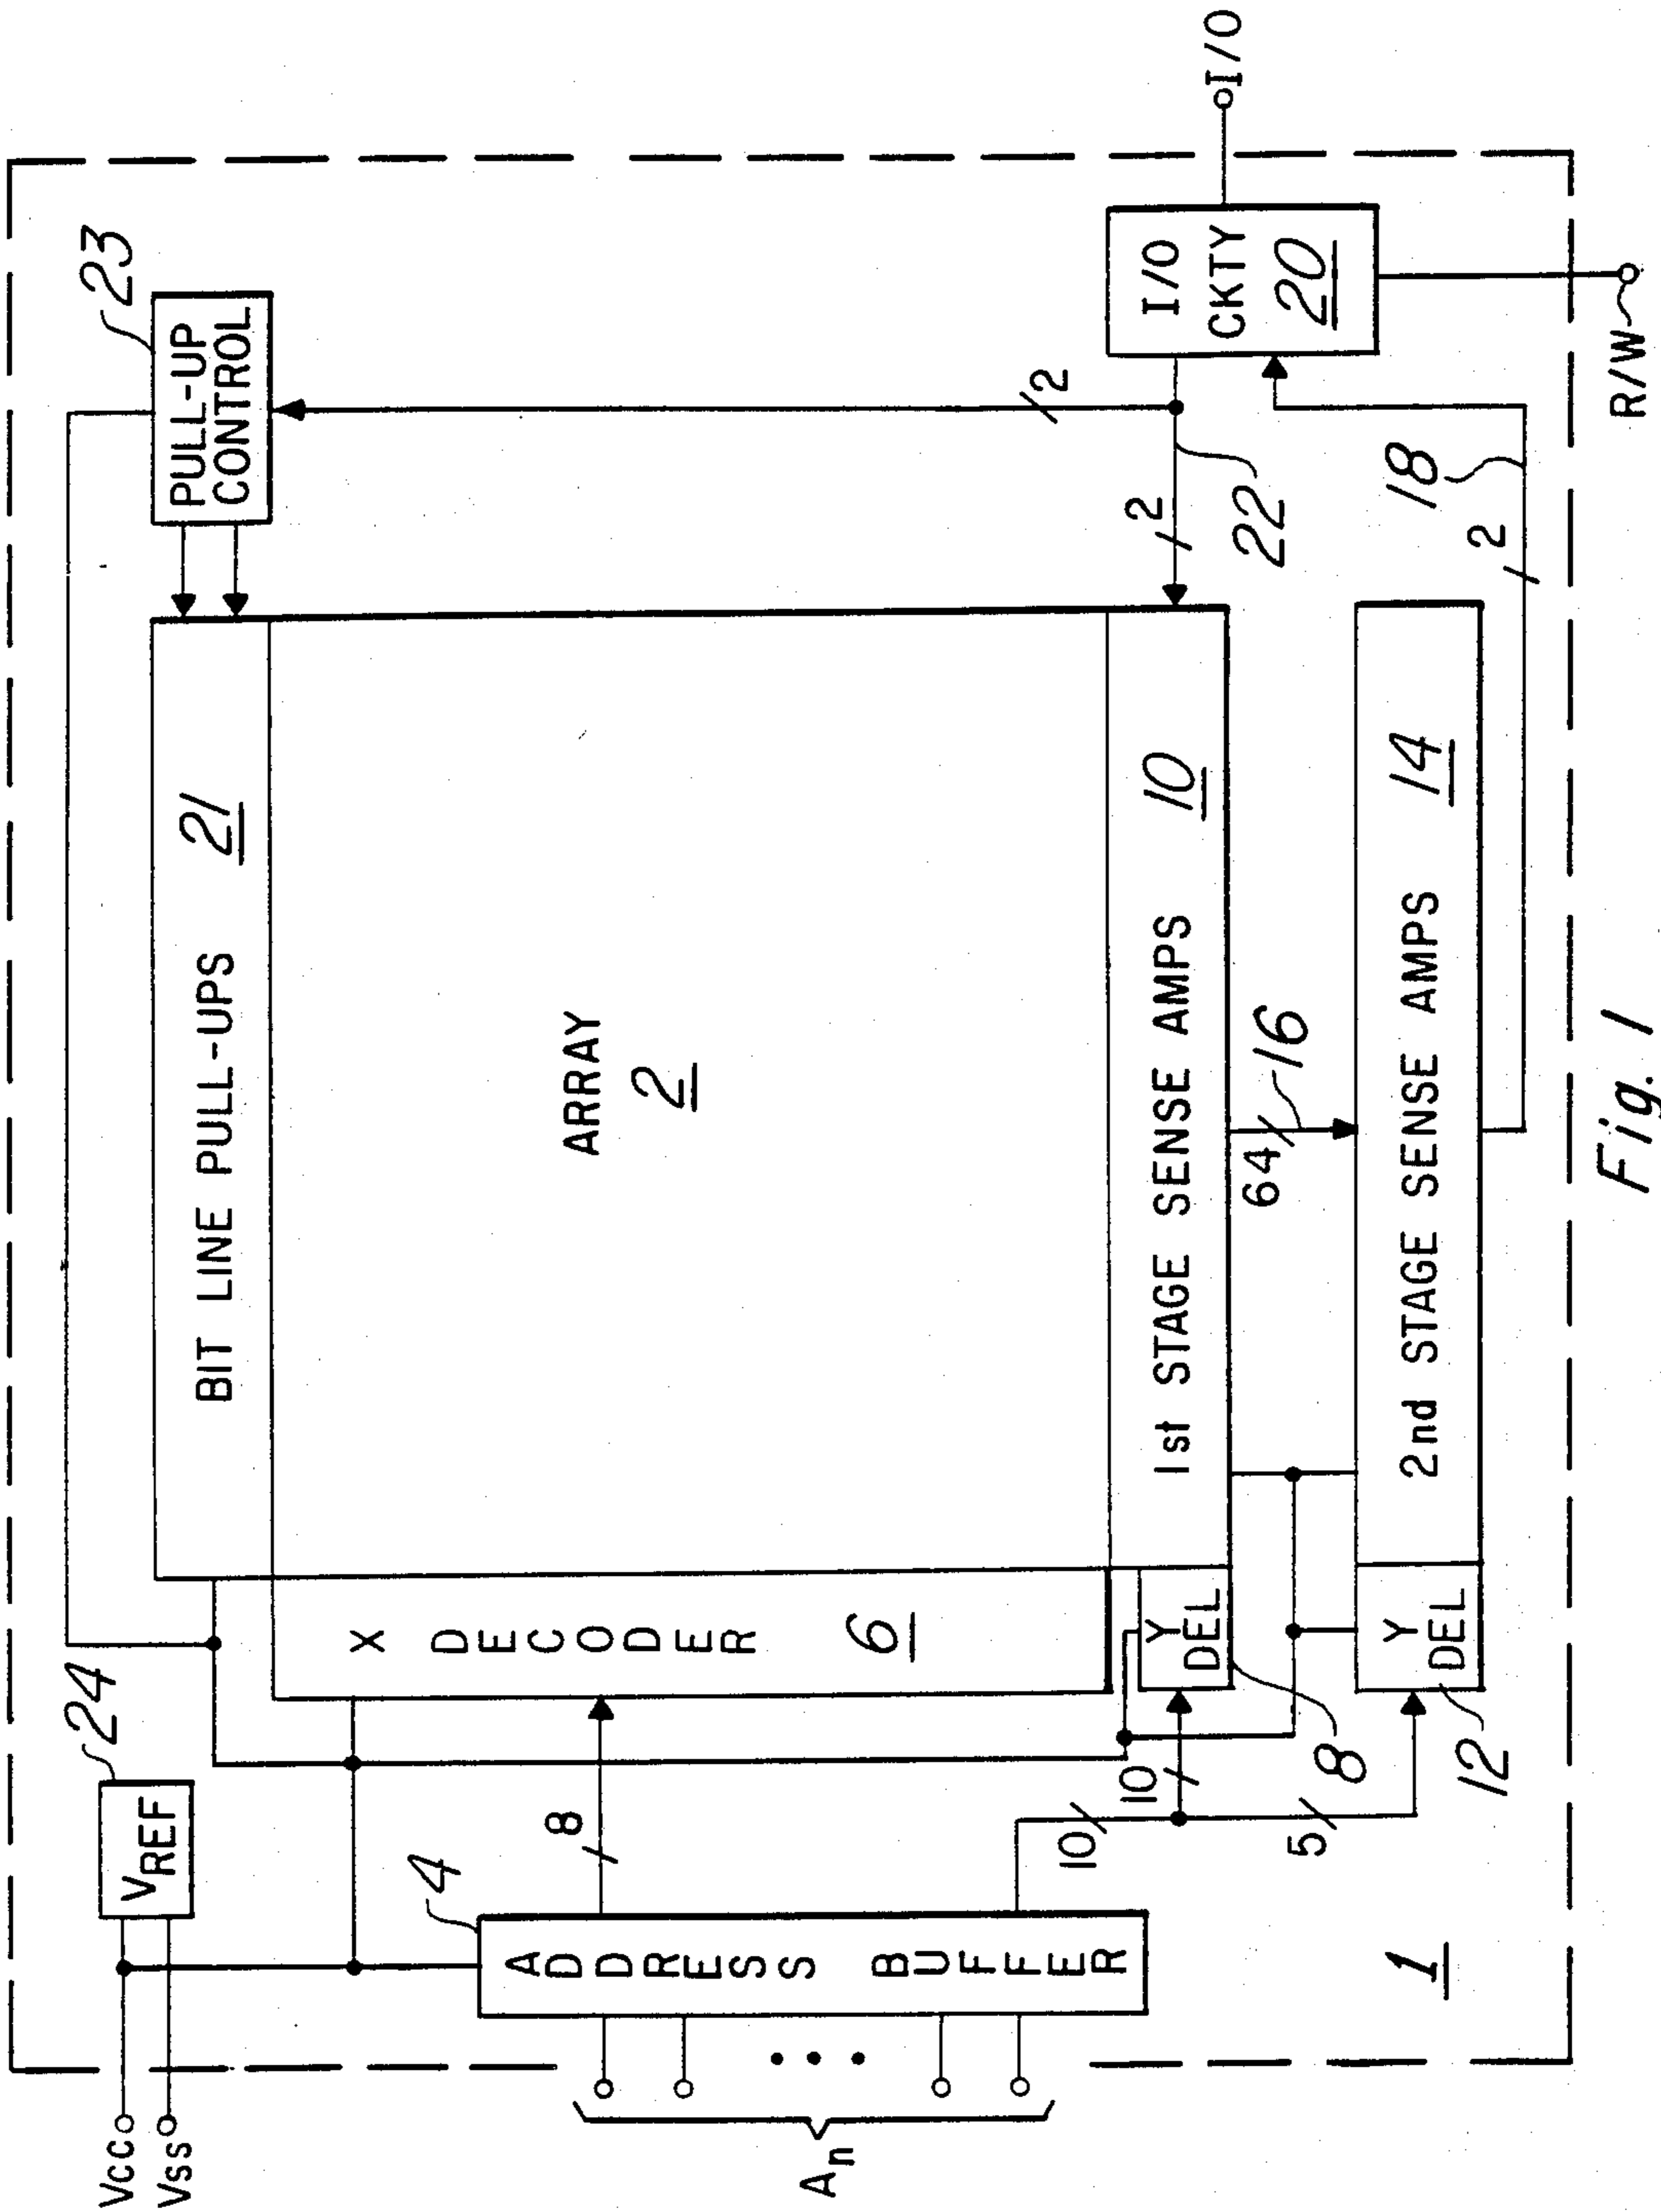 Vcc
Vss
24
VREF
23
PULL-UP
CONTROL
BIT LINE PULL-UPS 21
X DECODER 6
ARRAY
2
4
ADDRESS BUFFER
An
8
10
10
5
Y
DEL
8
1st STAGE SENSE AMPS 10
2
2
22
I/O
CKTY
20
I/O
R/W
64
16
Y
DEL
12
2nd STAGE SENSE AMPS 14
2
18
1
Fig. 1